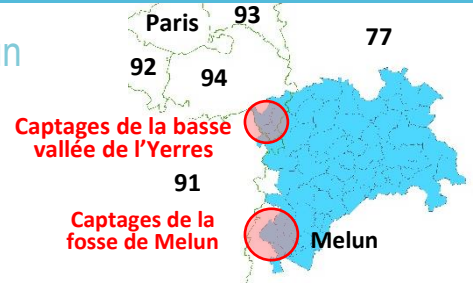 Paris
93
77
n
92
94
Captages de la basse
vallée de l’Yerres
91
Captages de la
fosse de Melun
Melun